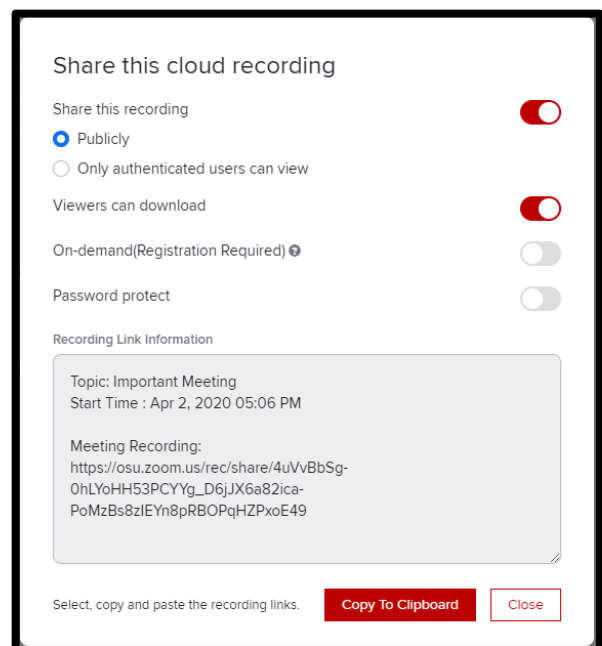 Share this cloud recording
Share this recording
Publicly
Only authenticated users can view
Viewers can download
On-demand(Registration Required)
Password protect
Recording Link Information
Topic: Important Meeting
Start Time : Apr 2, 2020 05:06 PM
Meeting Recording:
https://osu.zoom.us/rec/share/4uVvBbSg-
0hLYoHH53PCYYg_D6jJX6a82ica-
PoMzBs8zIEYn8pRBOPqHZPxoE49
Select, copy and paste the recording links.
Copy To Clipboard
Close